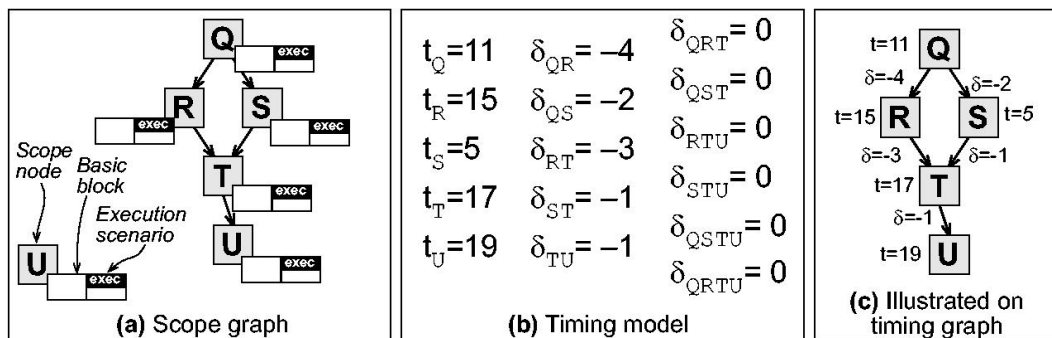 Q
exec
R
exec
S
exec
T
exec
U
exec
Scope
node
Basic
block
Execution
scenario
U
exec
(a) Scope graph
t_Q=11
t_R=15
t_S=5
t_T=17
t_U=19
δ_QR= –4
δ_QS= –2
δ_RT= –3
δ_ST= –1
δ_TU= –1
δ_QRT= 0
δ_QST= 0
δ_RTU= 0
δ_STU= 0
δ_QSTU= 0
δ_QRTU= 0
(b) Timing model
t=11 Q
δ=-4 δ=-2
t=15 R S t=5
δ=-3 δ=-1
t=17 T
δ=-1
t=19 U
(c) Illustrated on
timing graph